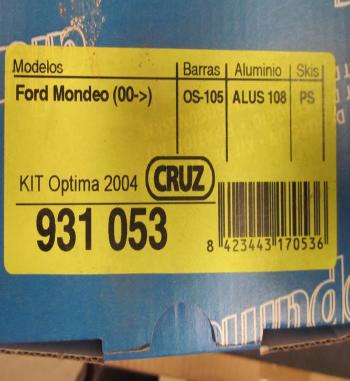 Modelos Barras Aluminio Skis
Ford Mondeo (00->) OS-105 ALUS 108 PS
KIT Optima 2004 CRUZ
931 053
8 423443 170536